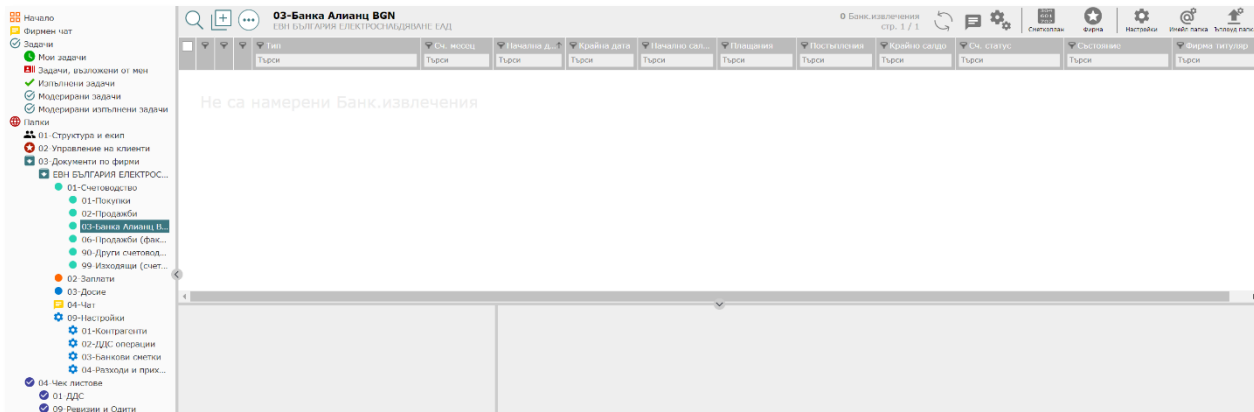 Начало
Фирмен чат
Задачи
Мои задачи
Задачи, възложени от мен
Изпълнени задачи
Модерирани задачи
Модерирани изпълнени задачи
Папки
01-Структура и екип
02 Управление на клиенти
03-Документи по фирми
ЕВН БЪЛГАРИЯ ЕЛЕКТРОС...
01-Счетоводство
01-Покупки
02-Продажби
03-Банка Алианц В...
06-Продажби (фак...
90-Други счетовод...
99-Изходящи (счет...
02-Заплати
03-Досие
04-Чат
09-Настройки
01-Контрагенти
02-ДДС операции
03-Банкови сметки
04-Разходи и прих...
04-Чек листове
01 ДДС
09-Ревизии и Одити
03-Банка Алианц BGN
ЕВН БЪЛГАРИЯ ЕЛЕКТРОСНАБДЯВАНЕ ЕАД
0 Банк.извлечения
стр. 1 / 1
Сметкоплан
Фирма
Настройки
Имейл папка
Ъплоуд папка
Тип Сч. месец Начална д... Крайна дата Начално сал... Плащания Постъпления Крайно салдо Сч. статус Състояние Фирма титуляр
Търси Търси Търси Търси Търси Търси Търси Търси Търси Търси Търси
Не са намерени Банк.извлечения